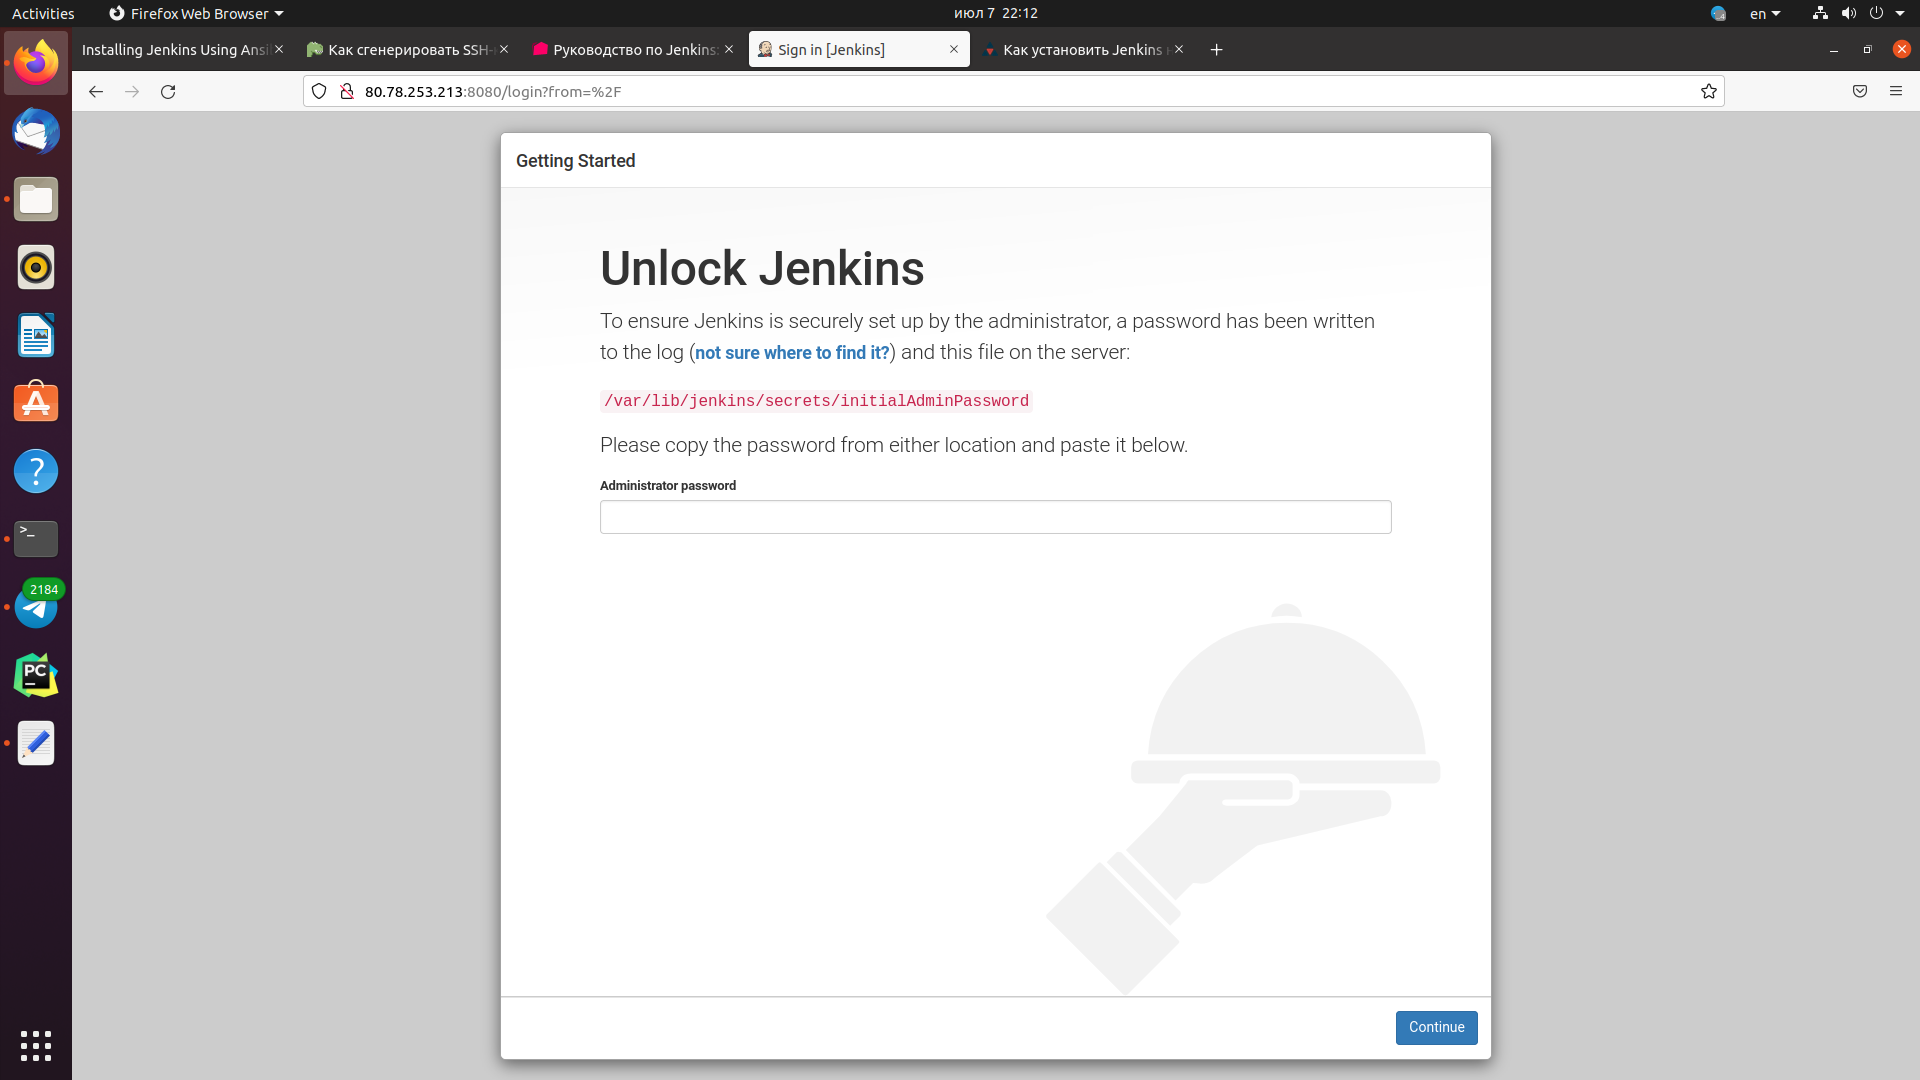 Activities
Firefox Web Browser
июл 7 22:12
en
Installing Jenkins Using Ansi
Как сгенерировать SSH-
Руководство по Jenkins:
Sign in [Jenkins]
Как установить Jenkins
80.78.253.213:8080/login?from=%2F
Getting Started
Unlock Jenkins
To ensure Jenkins is securely set up by the administrator, a password has been written
to the log (not sure where to find it?) and this file on the server:
/var/lib/jenkins/secrets/initialAdminPassword
Please copy the password from either location and paste it below.
Administrator password
>_
2184
PC
Continue